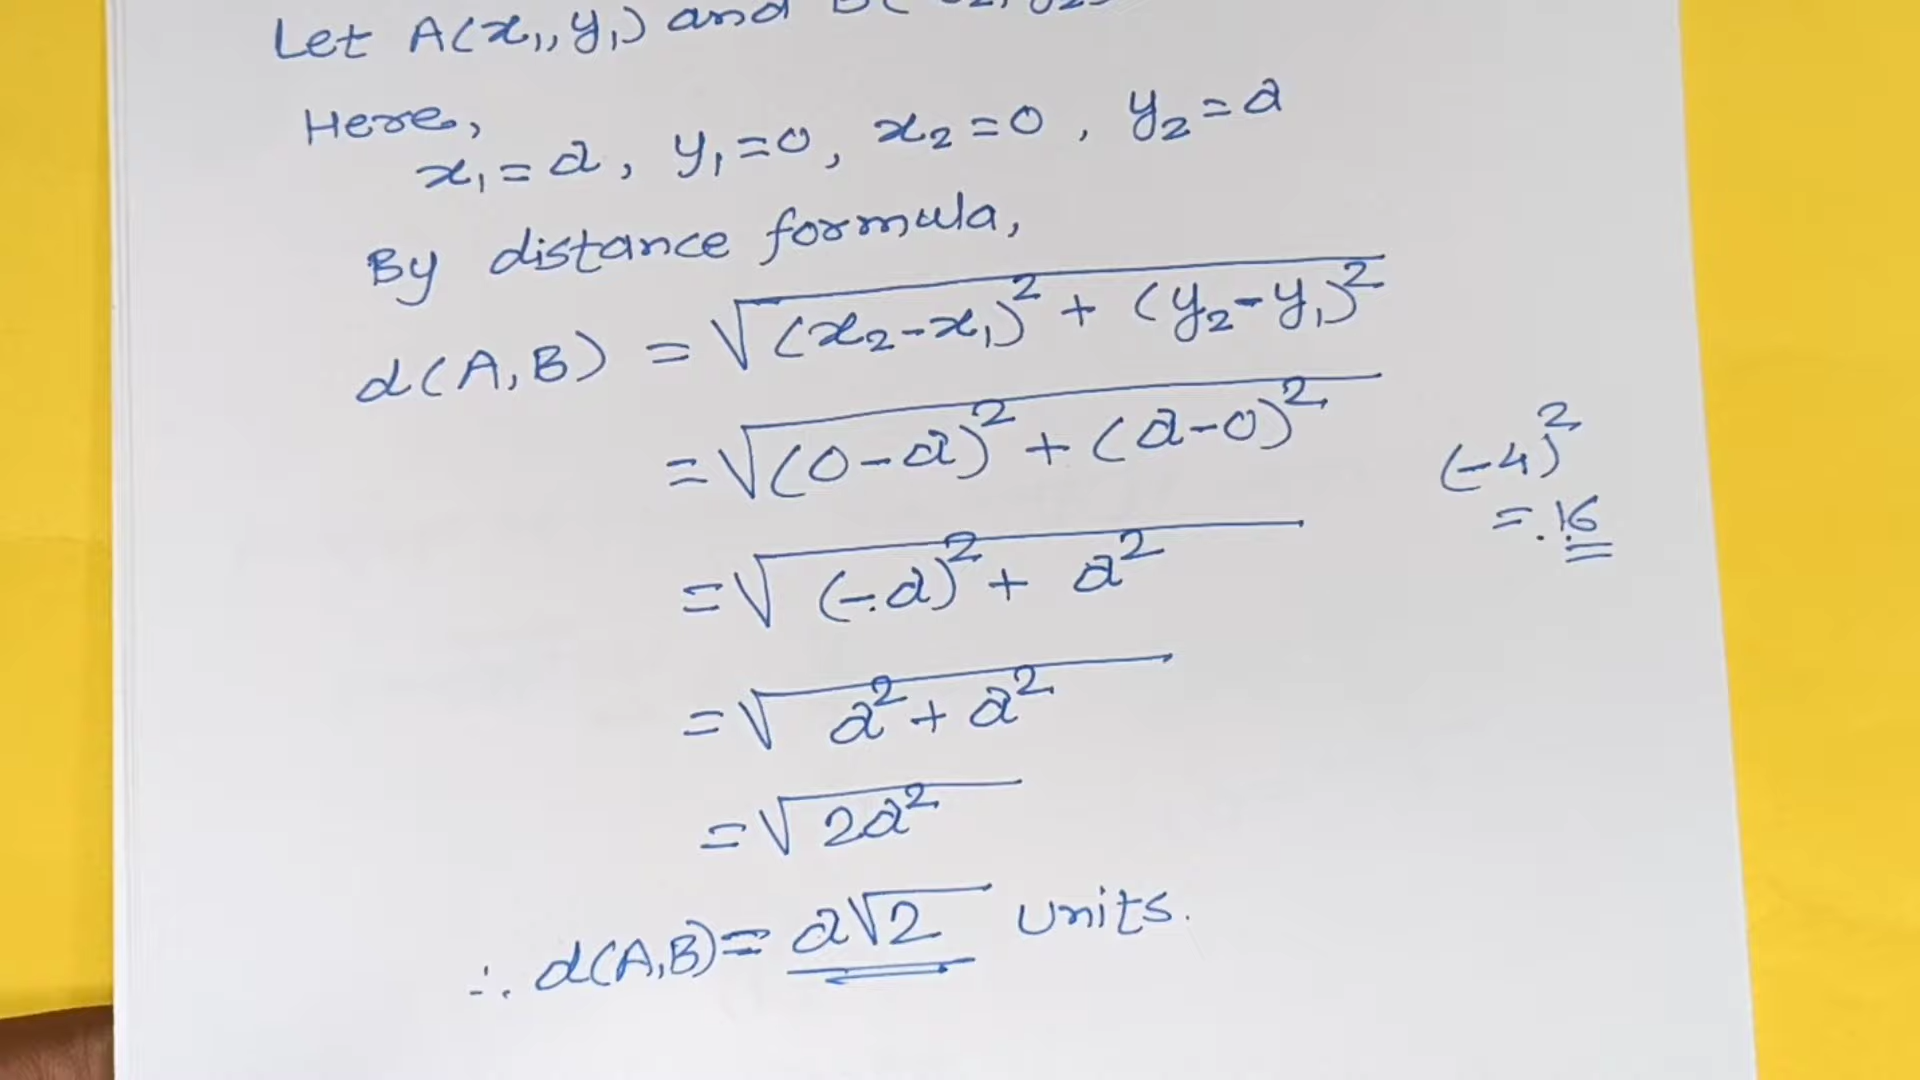 Let A(x₁, y₁) and
Here,
x₁ = a, y₁ = 0, x₂ = 0, y₂ = a
By distance formula,
d(A,B) = √((x₂-x₁)² + (y₂-y₁)²)
= √((0-a)² + (a-0)²)
(-4)²
= 16
= √((-a)² + a²)
= √(a² + a²)
= √(2a²)
∴ d(A,B) = a√2 units.